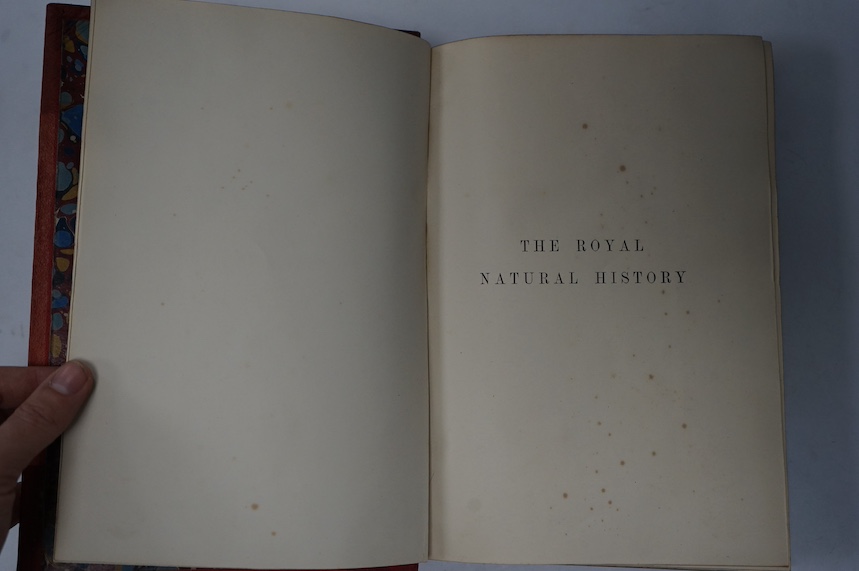 THE ROYAL
NATURAL HISTORY